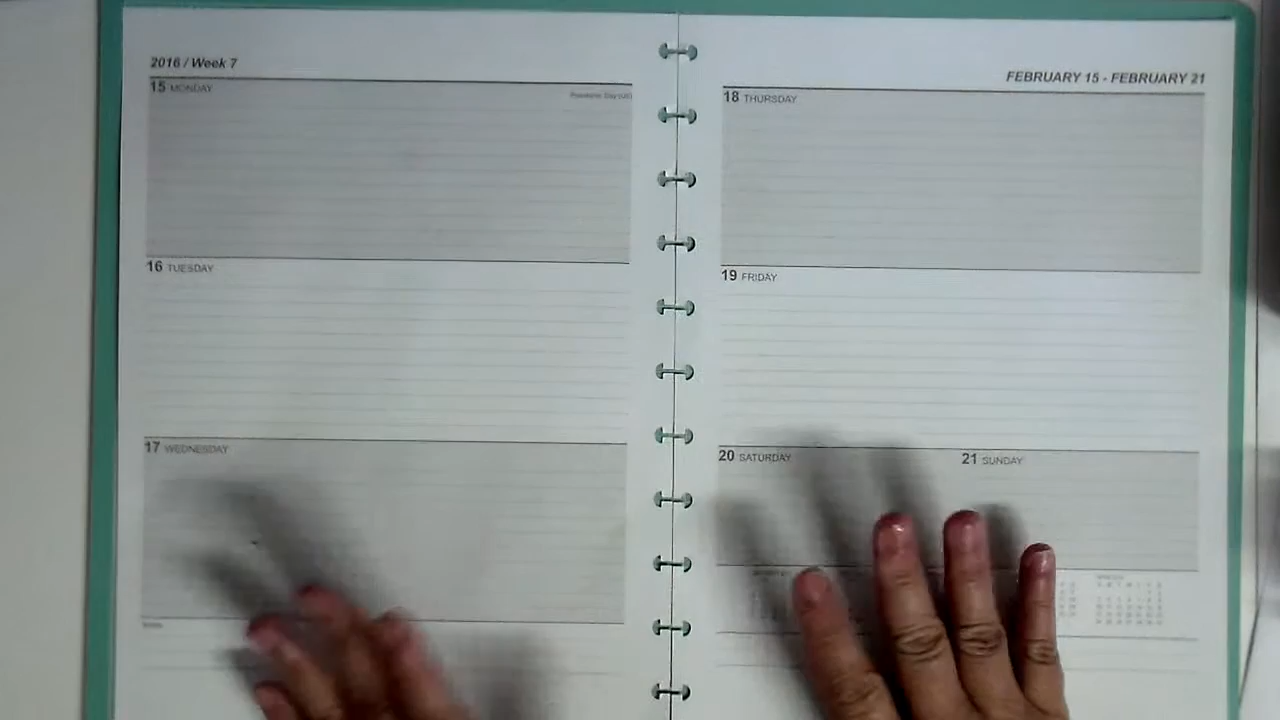 2016 / Week 7
15 MONDAY
16 TUESDAY
17 WEDNESDAY
FEBRUARY 15 - FEBRUARY 21
18 THURSDAY
19 FRIDAY
20 SATURDAY
21 SUNDAY